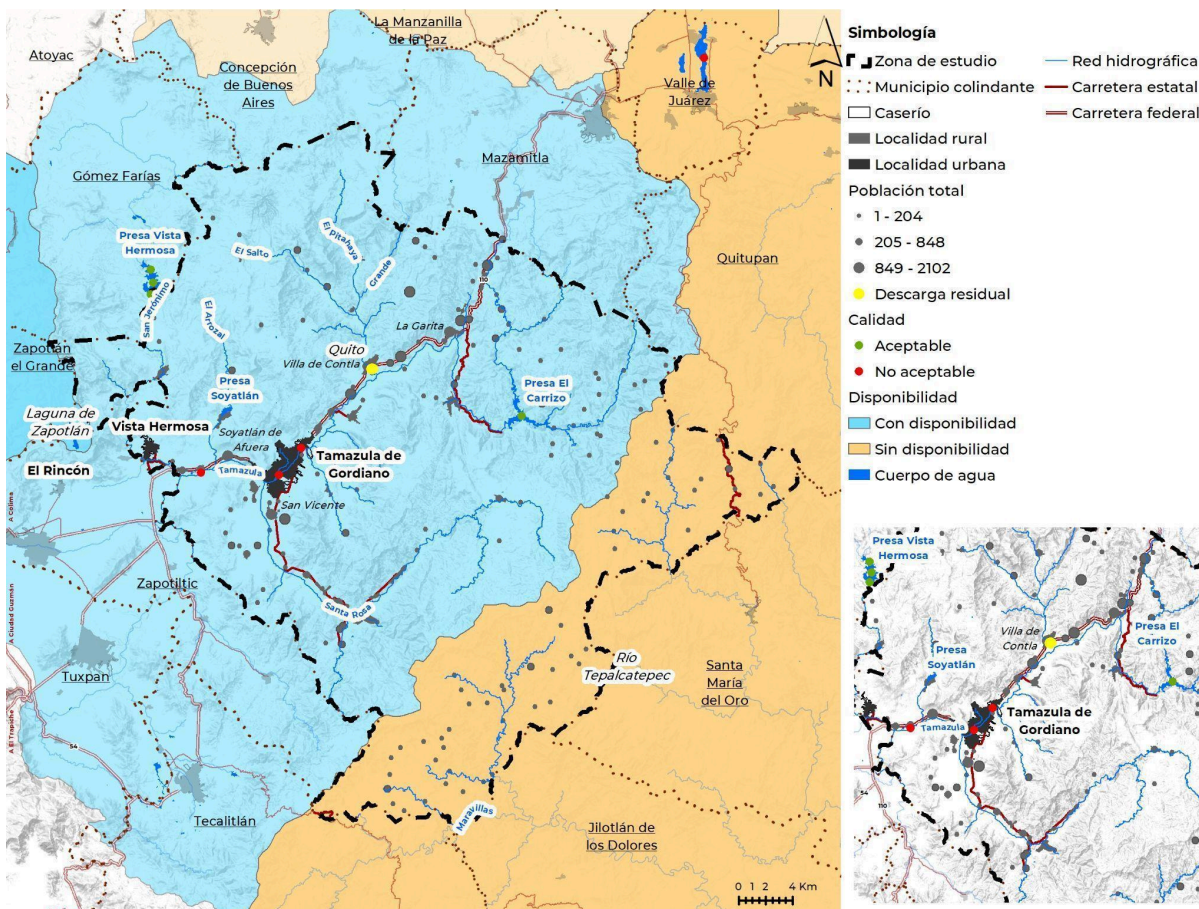 La Manzanilla
de la Paz
Atoyac
Concepción
de Buenos
Aires
Valle de
Juárez
N
Mazamitla
Gómez Farías
Presa Vista
Hermosa
El Salto
El Pitahaya
Grande
Quitupan
San Jerónimo
El Arrozal
110
La Garita
Quito
Villa de Contla
Zapotlán
el Grande
Presa
Soyatlán
Presa El
Carrizo
Laguna de
Zapotlán
Vista Hermosa
Soyatlán de
Afuera
El Rincón
Tamazula
Tamazula de
Gordiano
San Vicente
A Colima
Zapotiltic
Santa Rosa
A Ciudad Guzmán
Río
Tepalcatepec
Santa
María
del Oro
Tuxpan
A El Trapiche
54
Maravillas
Tecalitlán
Jilotlán de
los Dolores
0 1 2 4 Km
Simbología
Zona de estudio
Municipio colindante
Caserío
Localidad rural
Localidad urbana
Red hidrográfica
Carretera estatal
Carretera federal
Población total
1 - 204
205 - 848
849 - 2102
Descarga residual
Calidad
Aceptable
No aceptable
Disponibilidad
Con disponibilidad
Sin disponibilidad
Cuerpo de agua
Presa Vista
Hermosa
Villa de
Contla
Presa El
Carrizo
Presa
Soyatlán
Tamazula
Tamazula de
Gordiano
54
110